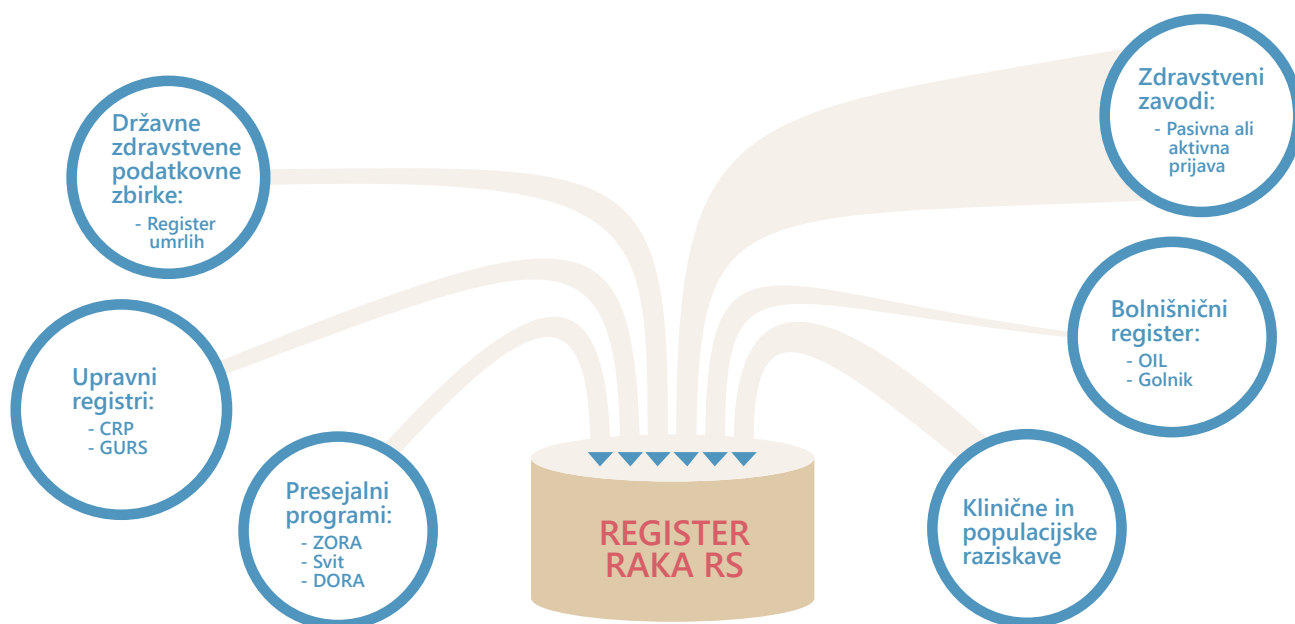 Državne
zdravstvene
podatkovne
zbirke:
- Register
umrlih
Upravni
registri:
- CRP
- GURS
Presejalni
programi:
- ZORA
- Svit
- DORA
REGISTER
RAKA RS
Zdravstveni
zavodi:
- Pasivna ali
aktivna
prijava
Bolnišnični
register:
- OIL
- Golnik
Klinične in
populacijske
raziskave